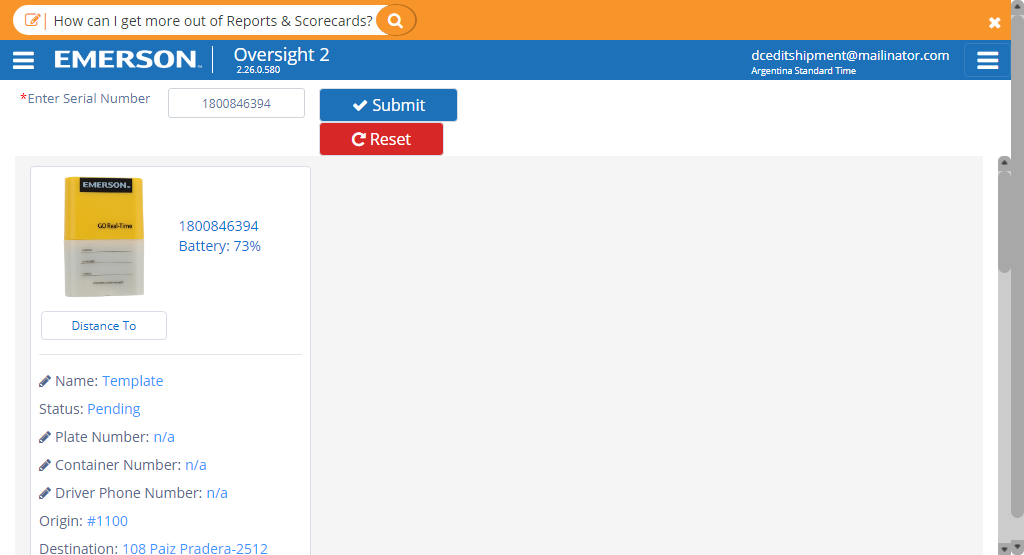 How can I get more out of Reports & Scorecards?
EMERSON™ Oversight 2
2.26.0.580
dceditshipment@mailinator.com
Argentina Standard Time
*Enter Serial Number 1800846394 Submit
Reset
EMERSON™
GO Real-Time
1800846394
Battery: 73%
Distance To
Name: Template
Status: Pending
Plate Number: n/a
Container Number: n/a
Driver Phone Number: n/a
Origin: #1100
Destination: 108 Paiz Pradera-2512